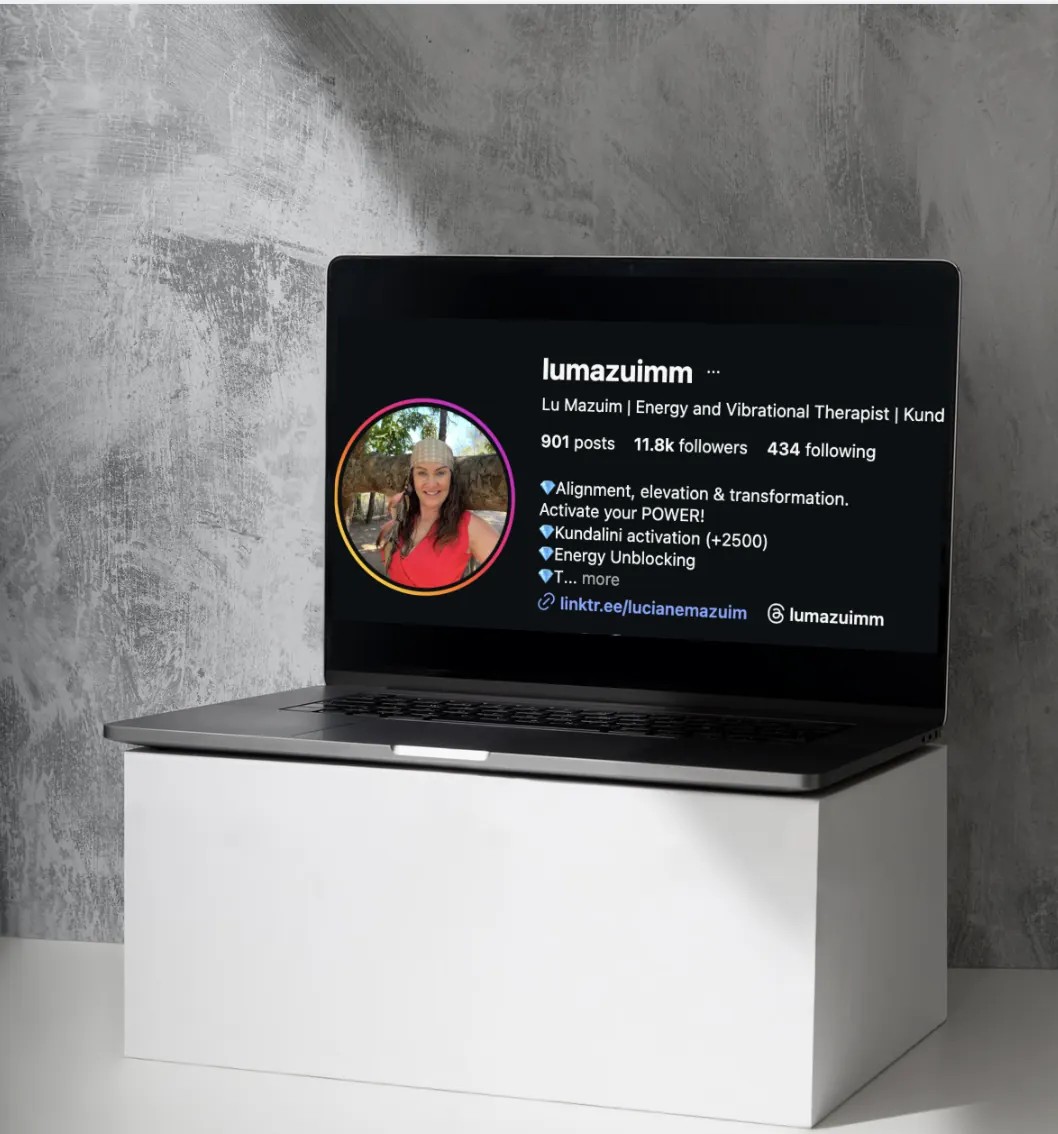 lumazuimm ...
Lu Mazuim | Energy and Vibrational Therapist | Kund
901 posts 11.8k followers 434 following
💎Alignment, elevation & transformation.
Activate your POWER!
💎Kundalini activation (+2500)
💎Energy Unblocking
💎T... more
linktr.ee/lucianemazuim lumazuimm